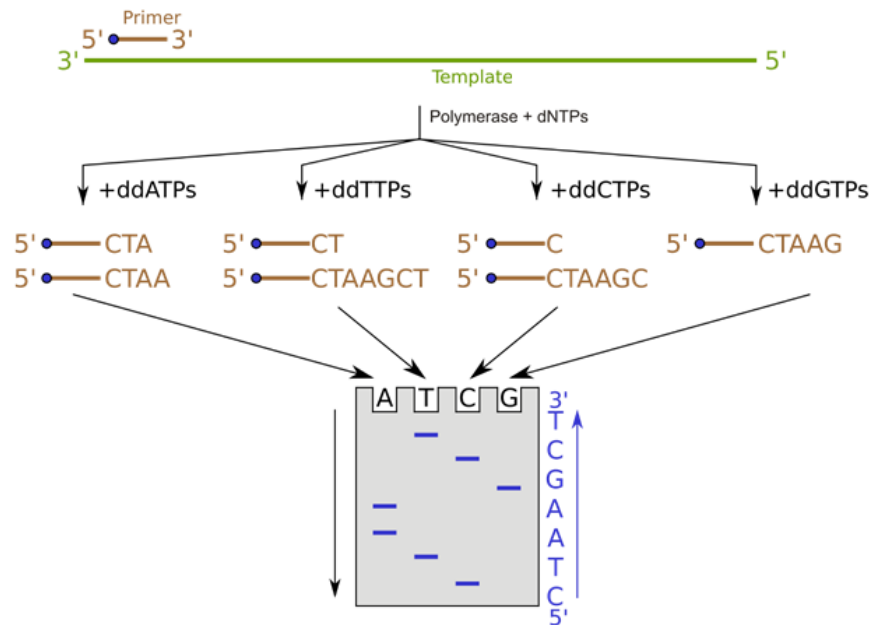 Primer
5' 3'
3' 5'
Template
Polymerase + dNTPs
+ddATPs +ddTTPs +ddCTPs +ddGTPs
5' CTA 5' CT 5' C 5' CTAAG
5' CTAA 5' CTAAGCT 5' CTAAGC
A T C G 3'
T
C
G
A
A
T
C
5'